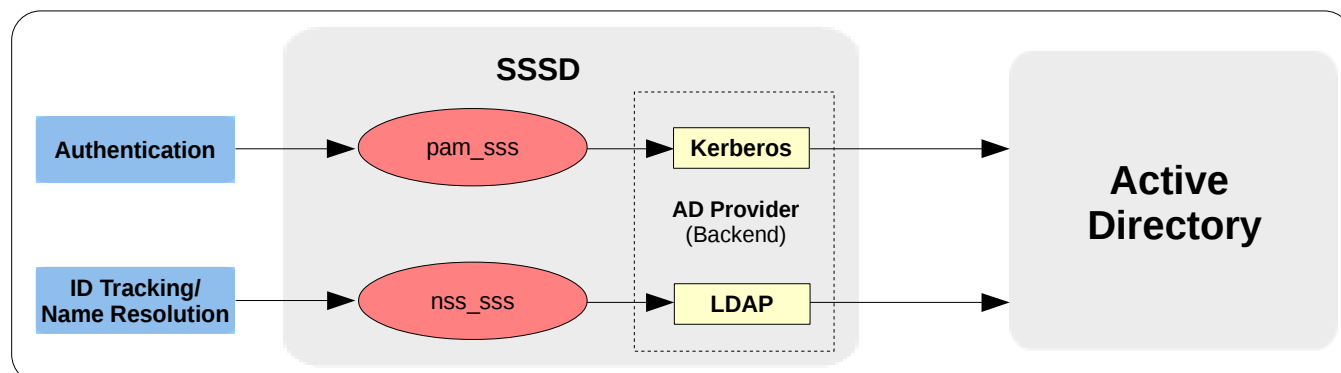 SSSD
Authentication
pam_sss
Kerberos
AD Provider
(Backend)
Active
Directory
ID Tracking/
Name Resolution
nss_sss
LDAP